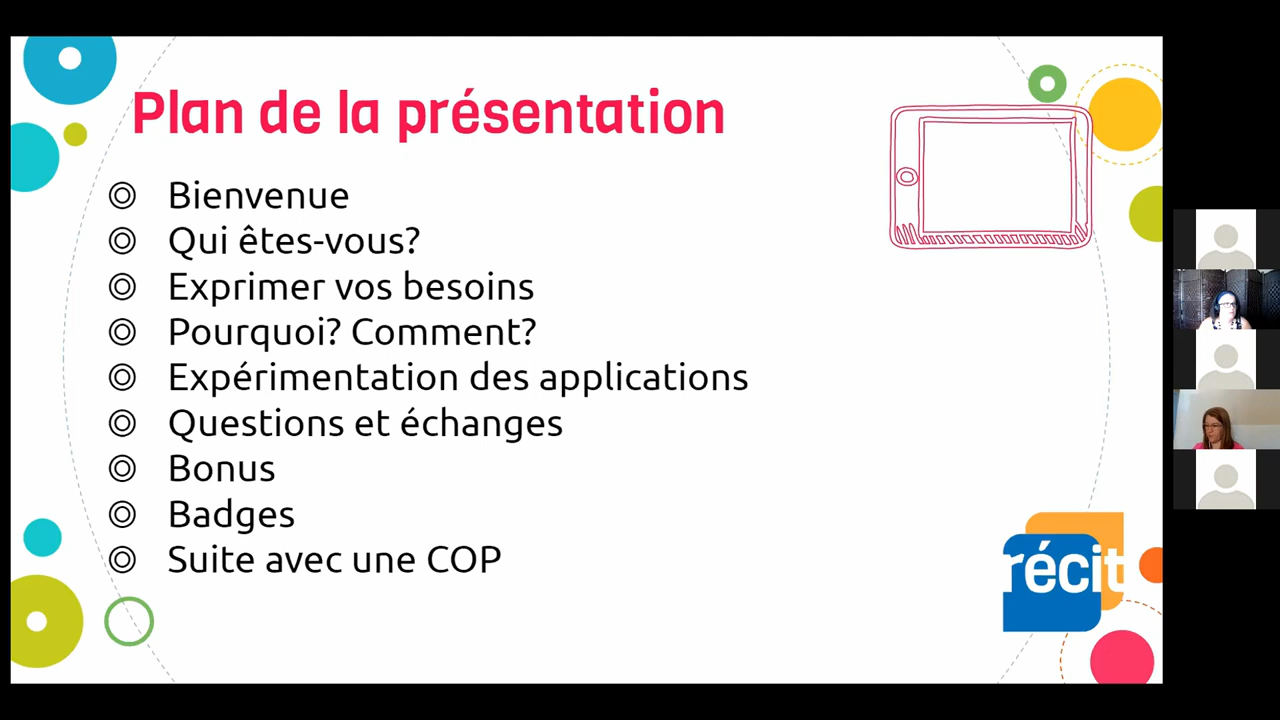 Plan de la présentation
Bienvenue
Qui êtes-vous?
Exprimer vos besoins
Pourquoi? Comment?
Expérimentation des applications
Questions et échanges
Bonus
Badges
Suite avec une COP
récit